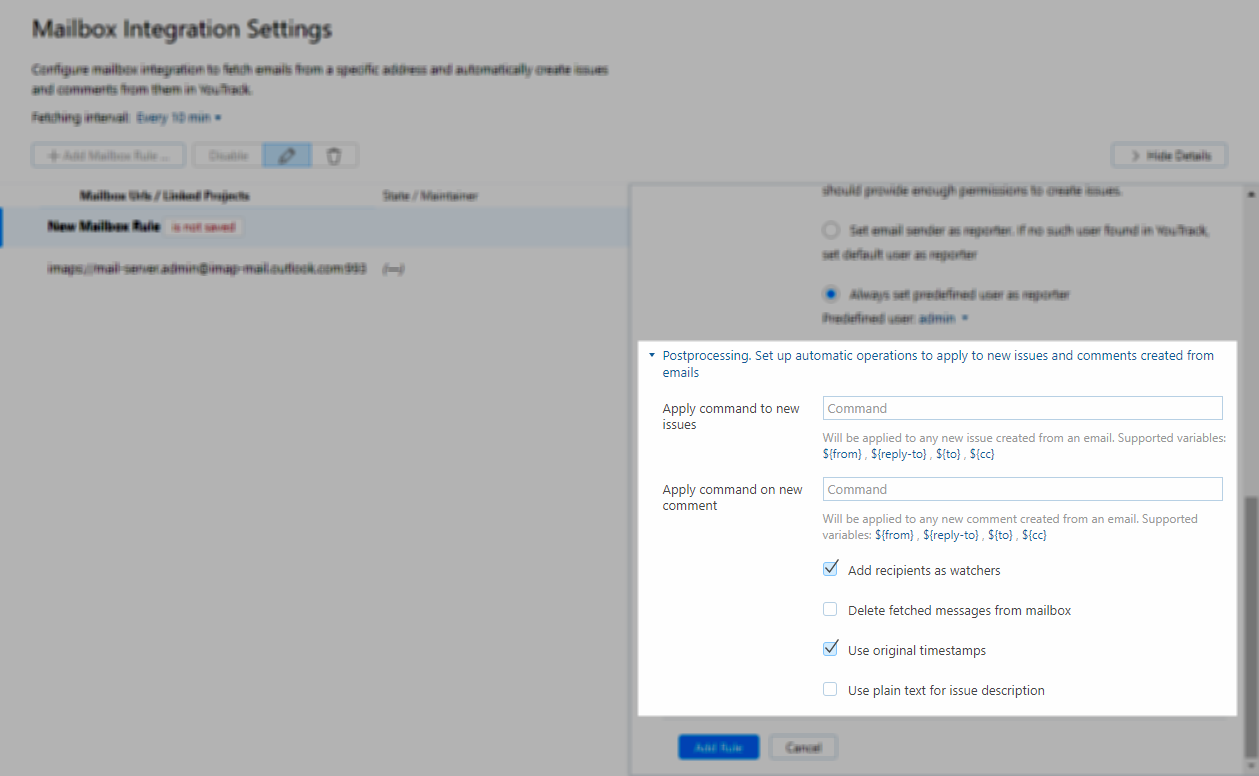 Mailbox Integration Settings
Configure mailbox integration to fetch emails from a specific address and automatically create issues
and comments from them in YouTrack.
Fetching interval: Every 10 min
+ Add Mailbox Rule ...
Disable
Hide Details
Mailbox Urls / Linked Projects
State / Maintainer
New Mailbox Rule is not saved
imaps://mail-server.admin@imap-mail.outlook.com:993 (—)
should provide enough permissions to create issues.
Set email sender as reporter. If no such user found in YouTrack,
set default user as reporter
Always set predefined user as reporter
Predefined user: admin
Postprocessing. Set up automatic operations to apply to new issues and comments created from
emails
Apply command to new
issues
Command
Will be applied to any new issue created from an email. Supported variables:
${from} , ${reply-to} , ${to} , ${cc}
Apply command on new
comment
Command
Will be applied to any new comment created from an email. Supported
variables: ${from} , ${reply-to} , ${to} , ${cc}
Add recipients as watchers
Delete fetched messages from mailbox
Use original timestamps
Use plain text for issue description
Add Rule
Cancel